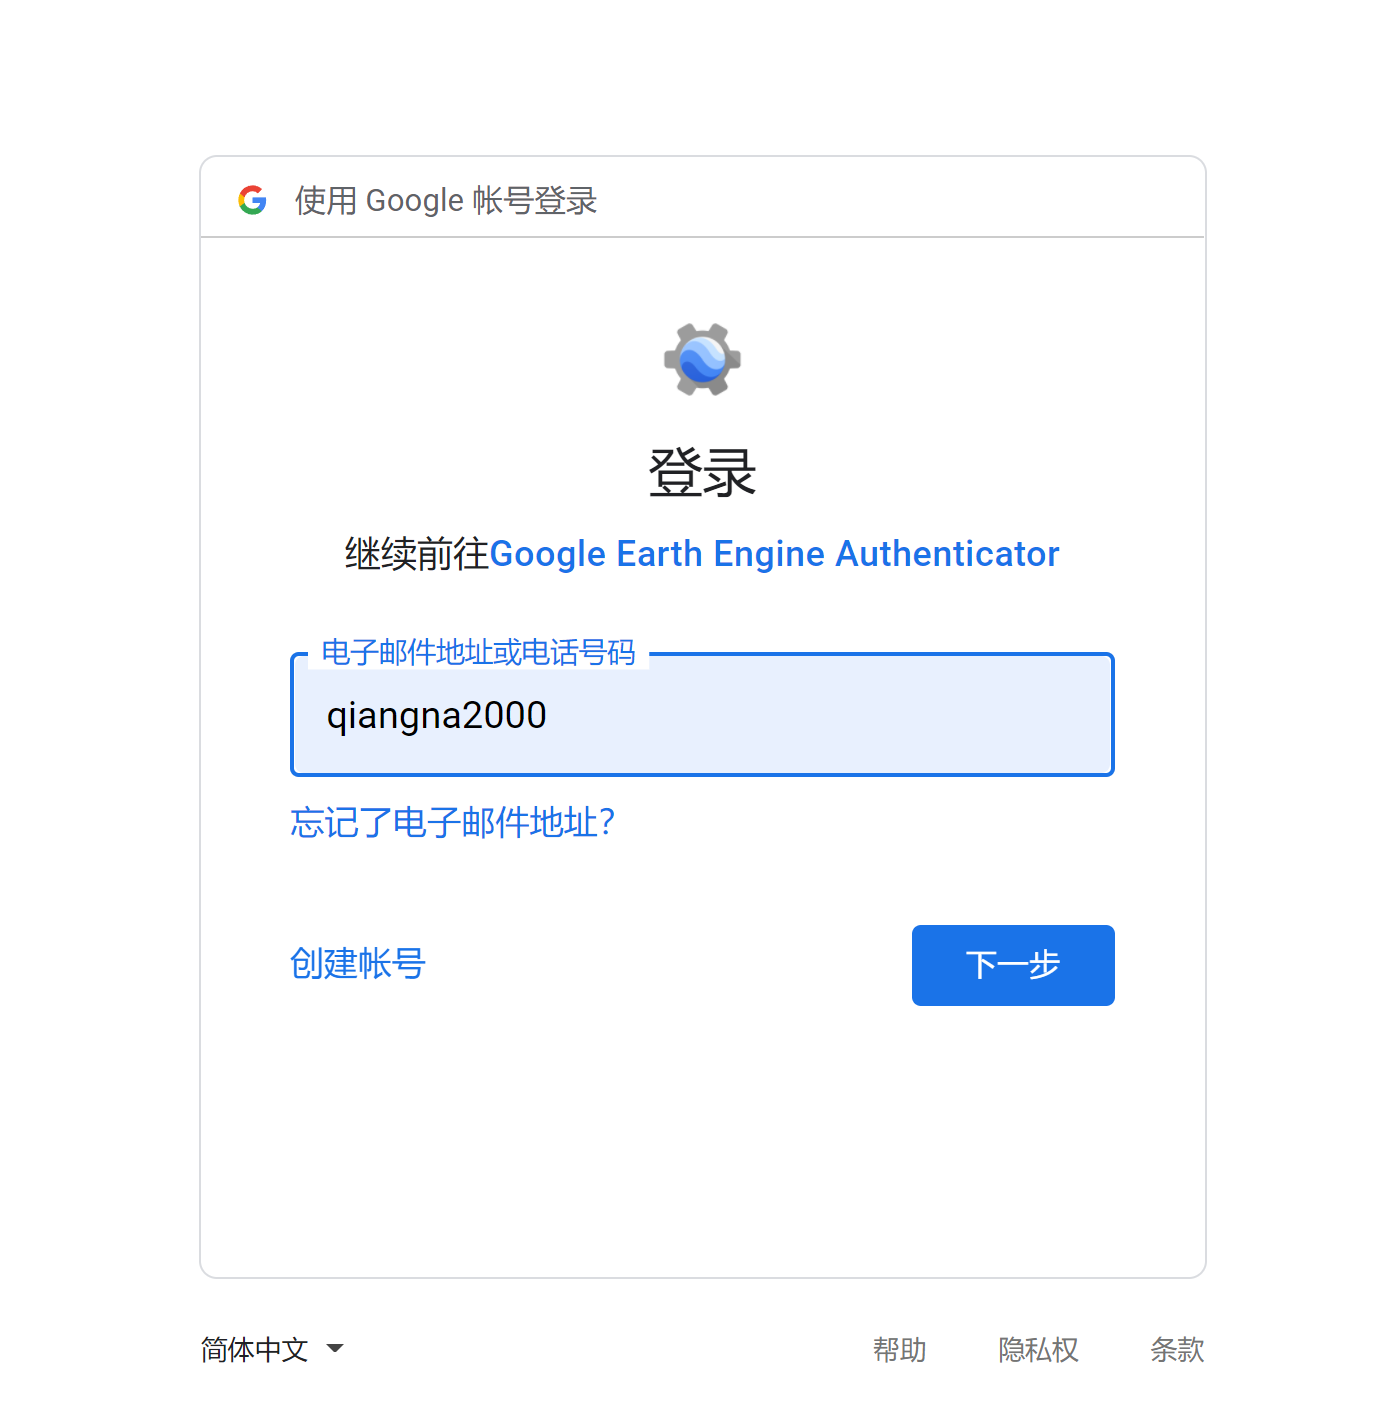 使用 Google 帐号登录
登录
继续前往Google Earth Engine Authenticator
电子邮件地址或电话号码
qiangna2000
忘记了电子邮件地址?
创建帐号
下一步
简体中文
帮助 隐私权 条款